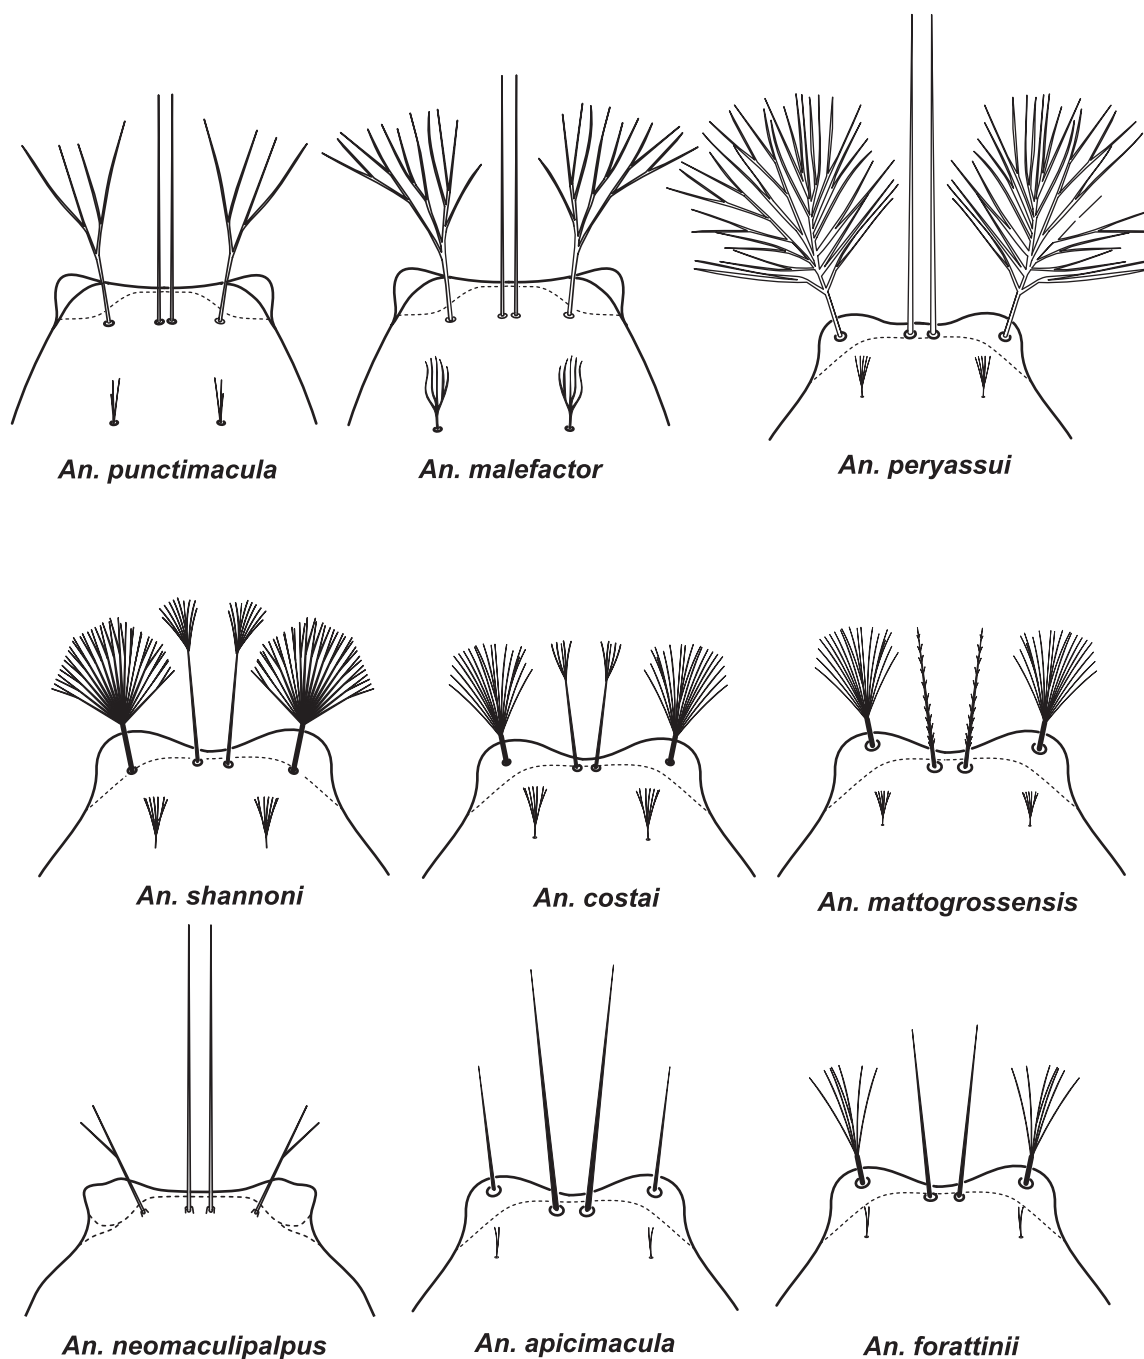 An. punctimacula
An. malefactor
An. peryassui
An. shannoni
An. costai
An. mattogrossensis
An. neomaculipalpus
An. apicimacula
An. forattinii